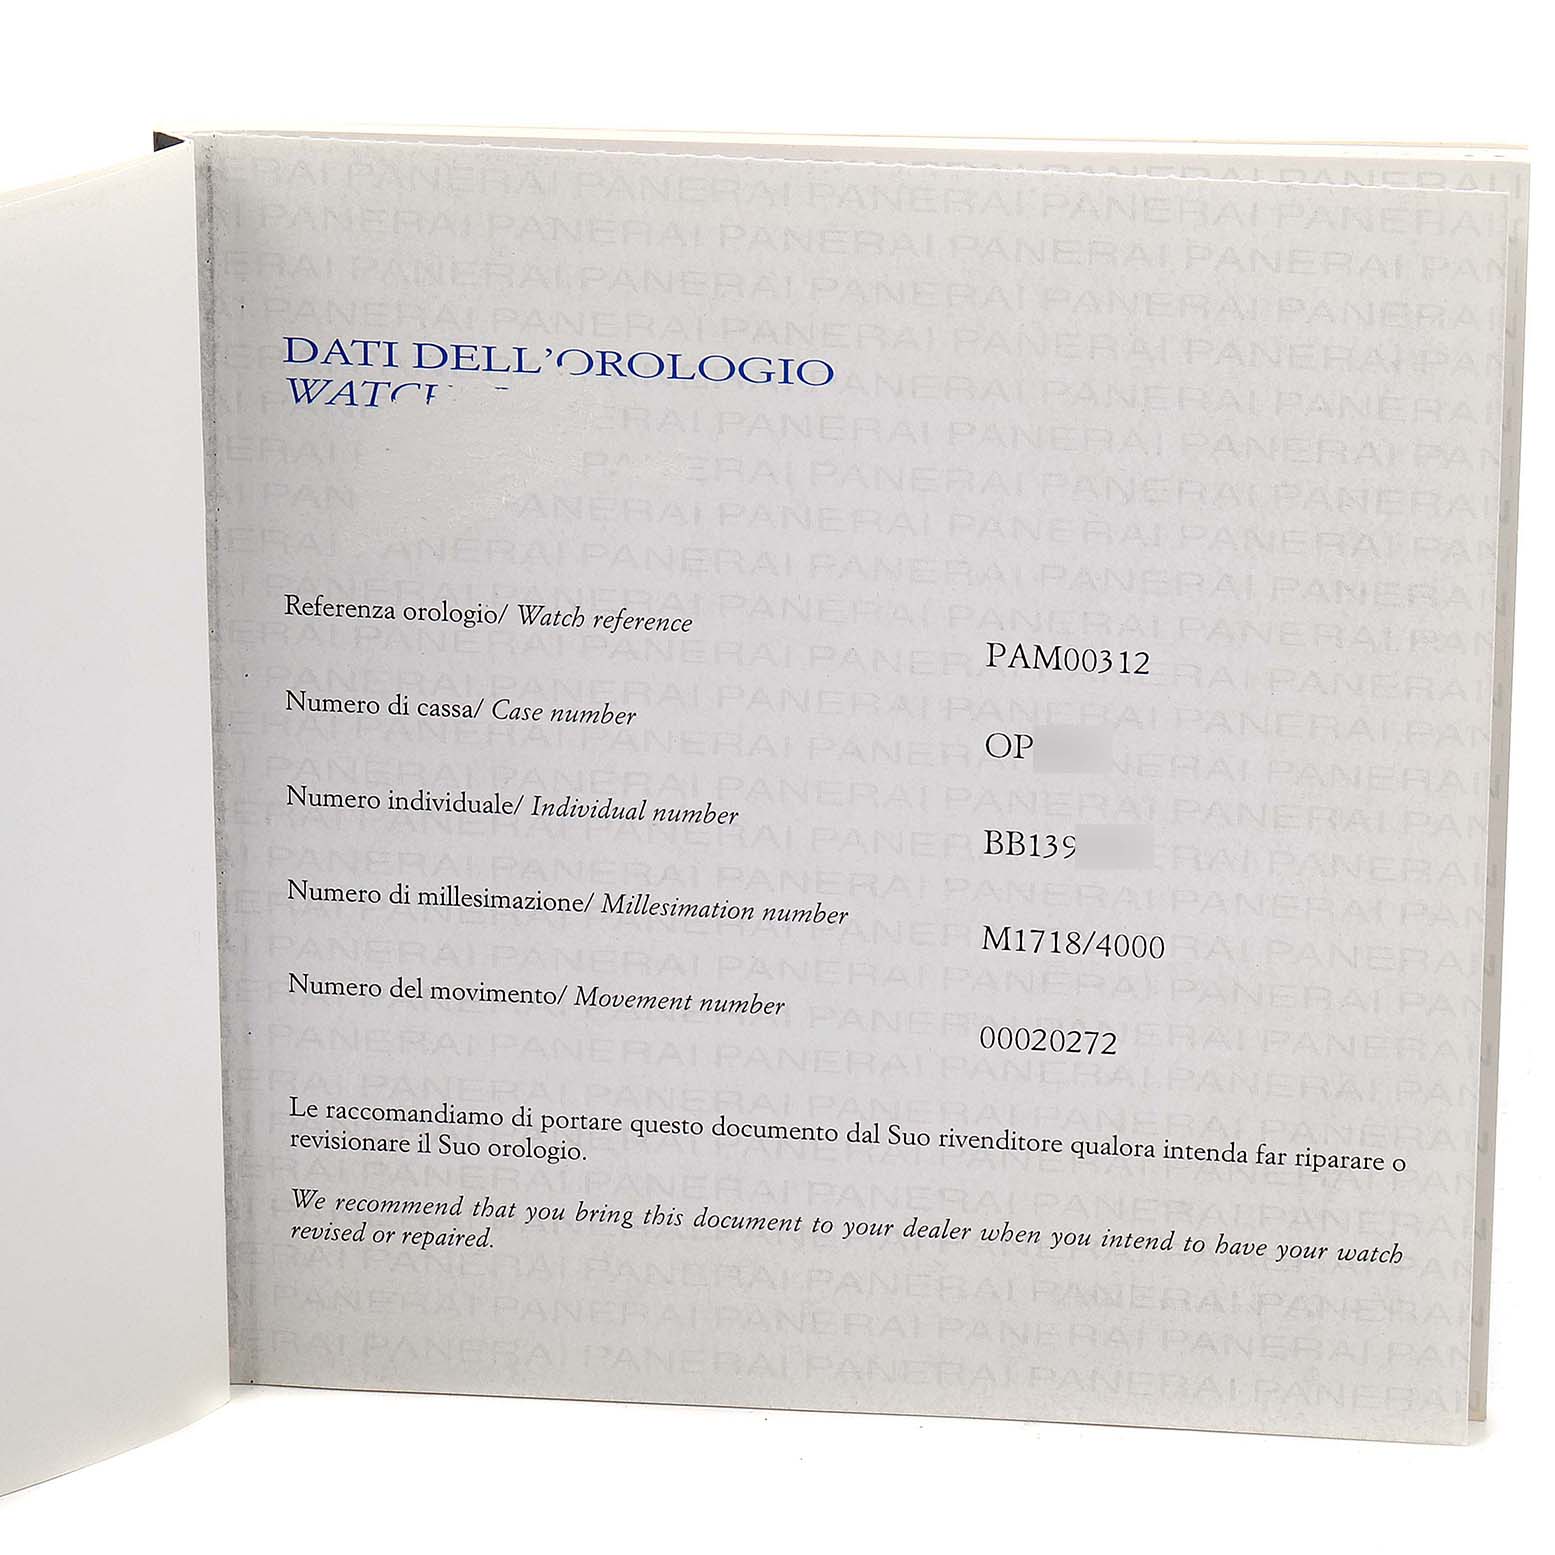 DATI DELL'OROLOGIO
Referenza orologio/ Watch reference
PAM00312
Numero di cassa/ Case number
OP
Numero individuale/ Individual number
BB139
Numero di millesimazione/ Millesimation number
M1718/4000
Numero del movimento/ Movement number
00020272
Le raccomandiamo di portare questo documento dal Suo rivenditore qualora intenda far riparare o
revisionare il Suo orologio.
We recommend that you bring this document to your dealer when you intend to have your watch
revised or repaired.